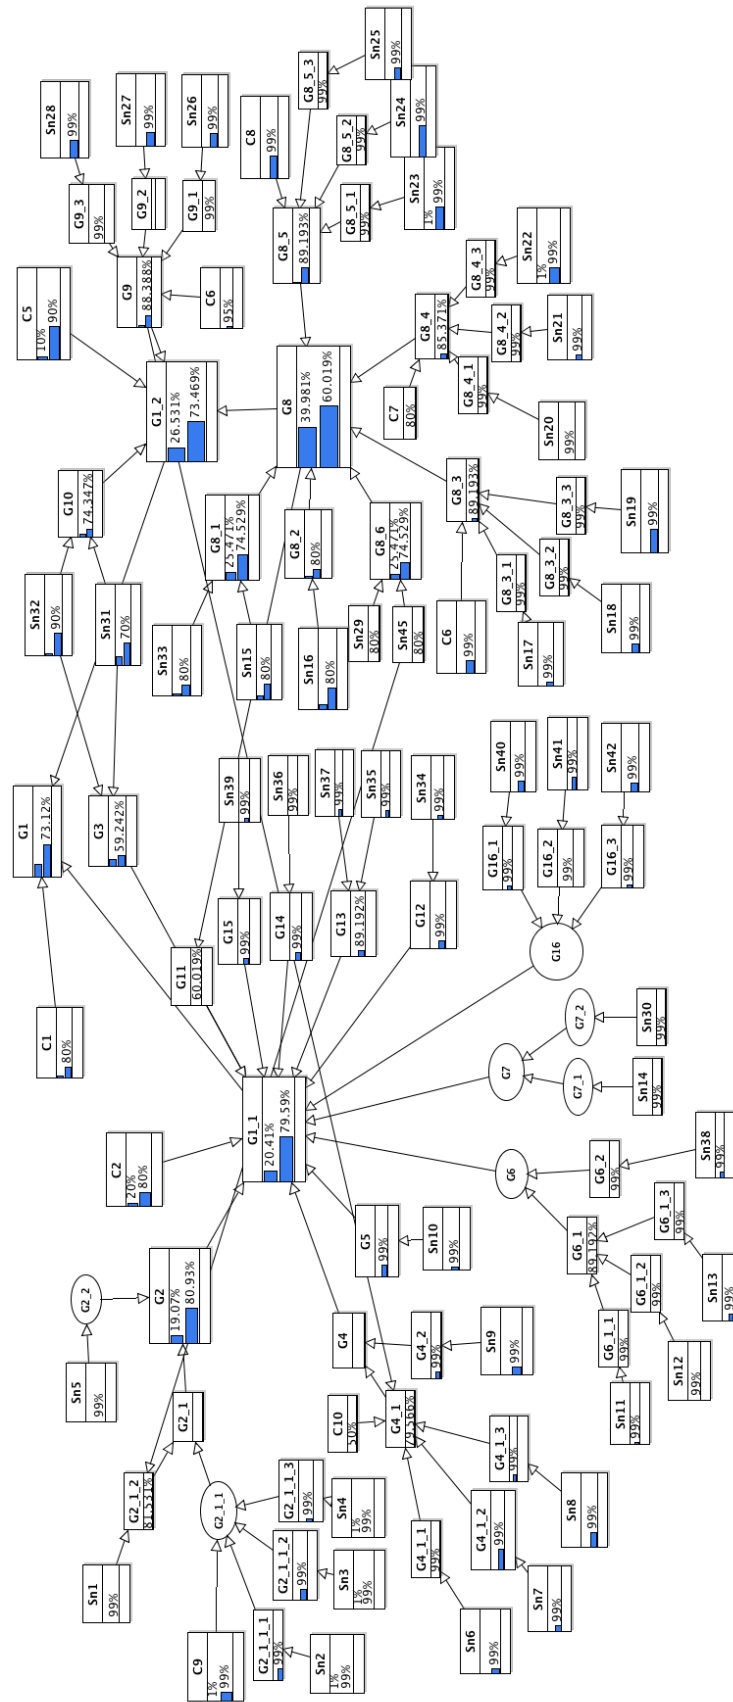 Sn28
99%
Sn27
99%
Sn26
99%
G9_3
99%
G9_2
G9_1
99%
C5
10%
90%
G9
88.388%
C6
95%
G1_2
26.531%
73.469%
C8
99%
G8_5_3
99%
Sn25
99%
G8_5_2
99%
Sn24
99%
G8_5_1
99%
Sn23
1%
99%
G8_5
89.193%
G8
39.981%
60.019%
G8_4
85.371%
G8_4_3
99%
Sn22
1%
99%
G8_4_2
99%
Sn21
99%
G8_4_1
99%
Sn20
99%
C7
80%
G10
74.347%
Sn32
90%
Sn31
70%
G8_1
25.471%
74.529%
Sn33
80%
Sn15
80%
G8_2
80%
Sn16
80%
G8_6
25.471%
74.529%
Sn29
80%
Sn45
80%
G8_3
89.193%
C6
99%
G8_3_1
99%
Sn17
99%
G8_3_2
99%
Sn18
99%
G8_3_3
99%
Sn19
99%
G1
73.12%
G3
59.242%
C1
80%
Sn39
99%
Sn36
99%
Sn37
99%
Sn35
99%
Sn34
99%
G11
60.019%
G15
99%
G14
99%
G13
89.192%
G12
99%
Sn40
99%
Sn41
99%
Sn42
99%
G16_1
99%
G16_2
99%
G16_3
99%
G16
G1_1
20.41%
79.59%
C2
20%
80%
G7
G7_2
G7_1
Sn30
99%
Sn14
99%
G6
G6_2
99%
Sn38
99%
G6_1
89.192%
G6_1_3
99%
Sn13
99%
G6_1_2
99%
Sn12
99%
G6_1_1
99%
Sn11
99%
G5
99%
Sn10
99%
G2
19.07%
80.93%
G2_2
Sn5
99%
G2_1
G2_1_2
81.531%
Sn1
99%
G2_1_1
C9
1%
99%
G2_1_1_3
99%
Sn4
1%
99%
G2_1_1_2
99%
Sn3
1%
99%
G2_1_1_1
99%
Sn2
1%
99%
G4
G4_2
99%
Sn9
99%
C10
50%
G4_1
79.566%
G4_1_3
99%
Sn8
99%
G4_1_2
99%
Sn7
99%
G4_1_1
99%
Sn6
99%